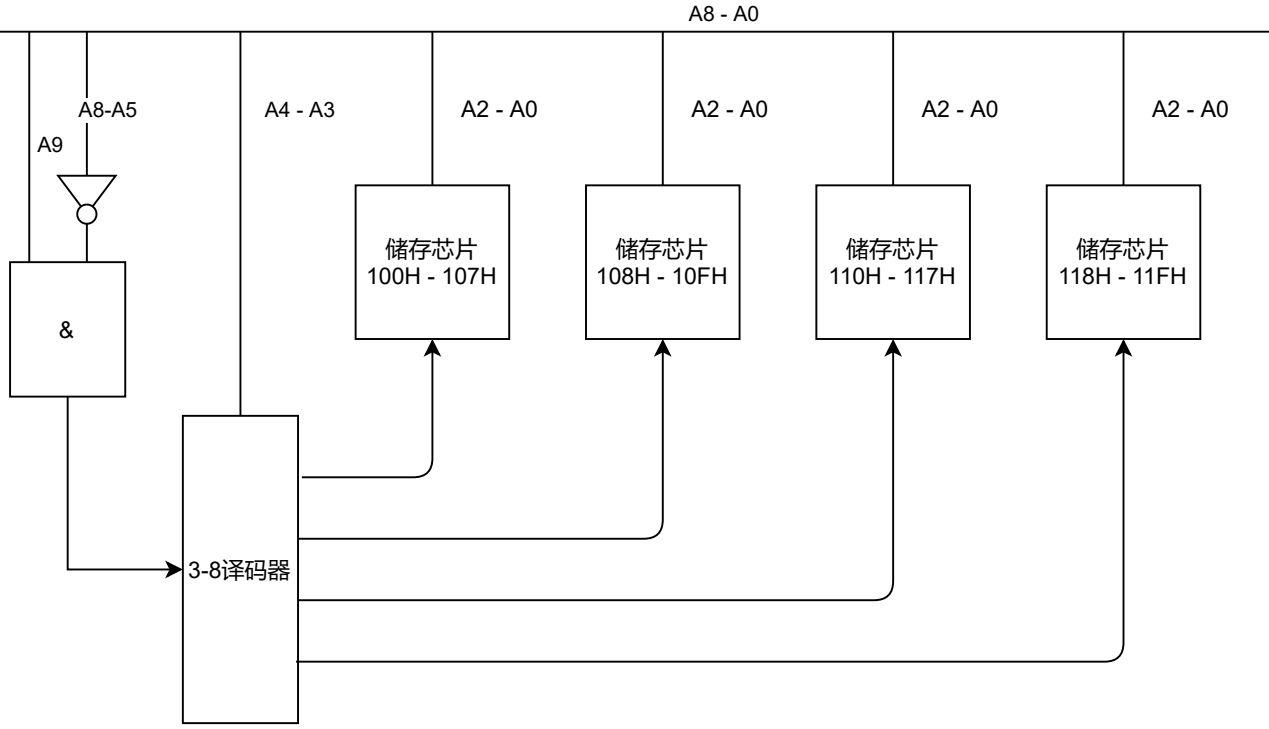 A8 - A0
A8-A5
A9
A4 - A3
A2 - A0
A2 - A0
A2 - A0
A2 - A0
储存芯片
100H - 107H
储存芯片
108H - 10FH
储存芯片
110H - 117H
储存芯片
118H - 11FH
&
3-8译码器